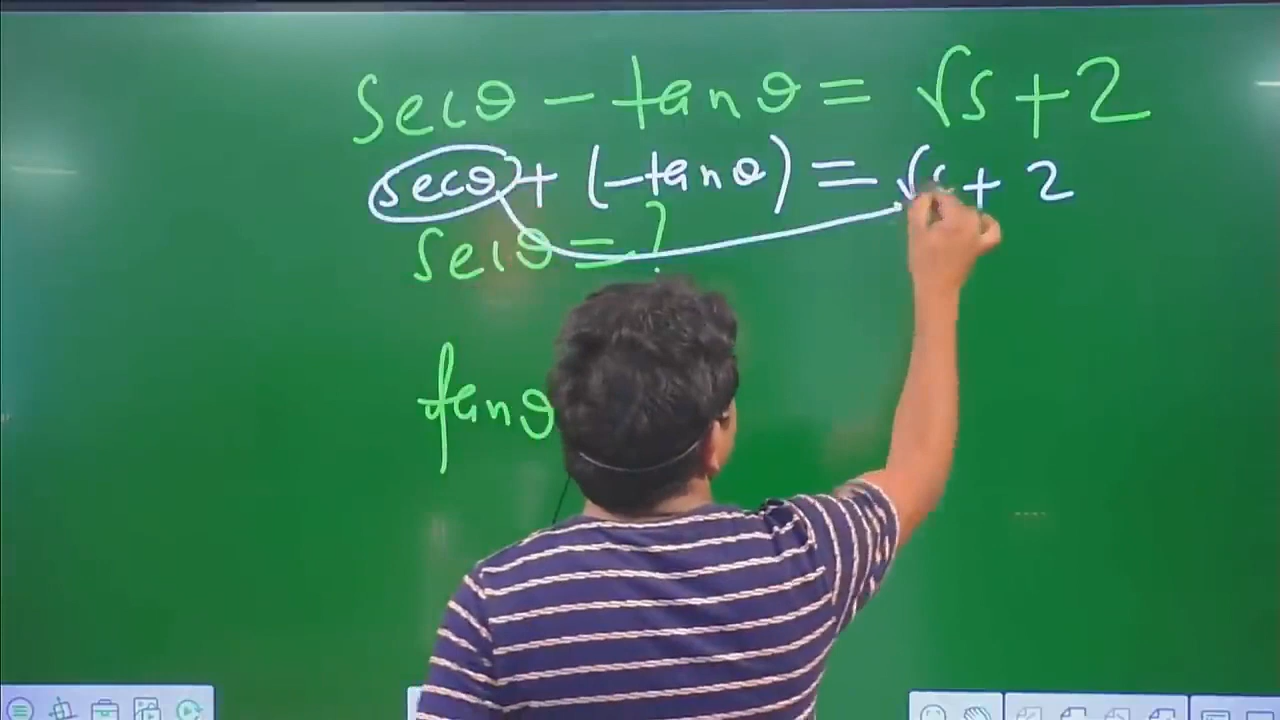 secθ - tanθ = √5 + 2
secθ + (-tanθ) = √5 + 2
secθ = ?
tanθ